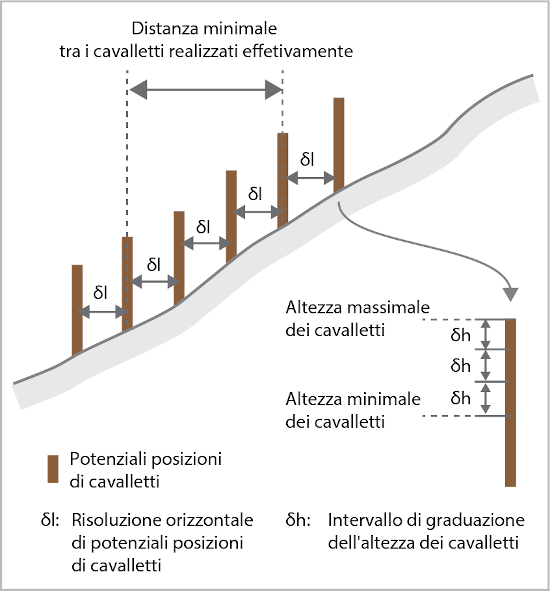 Distanza minimale
tra i cavalletti realizzati effetivamente
δl
δl
δl
δl
δl
Altezza massimale
dei cavalletti
δh
δh
δh
Altezza minimale
dei cavalletti
Potenziali posizioni
di cavalletti
δl: Risoluzione orizzontale
di potenziali posizioni
di cavalletti
δh: Intervallo di graduazione
dell'altezza dei cavalletti